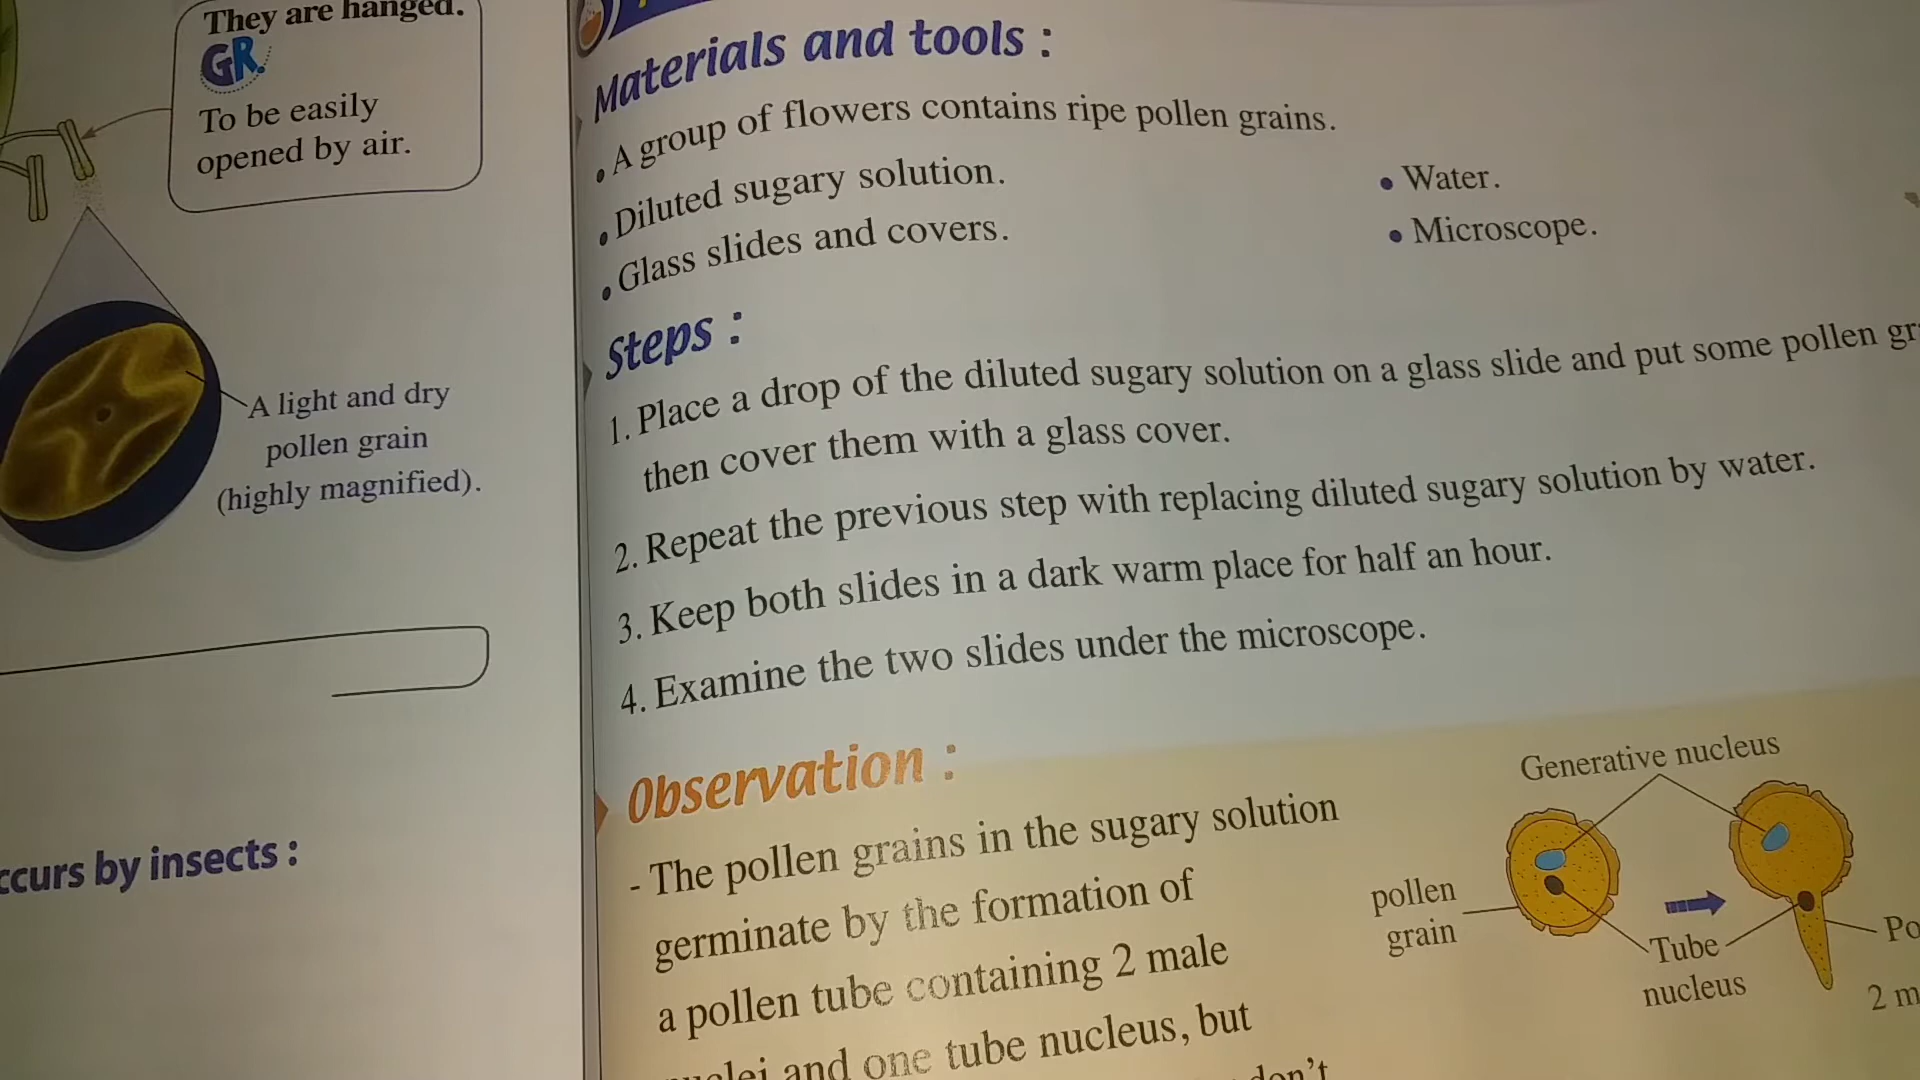 They are hanged.
GR.
To be easily
opened by air.
A light and dry
pollen grain
(highly magnified).
by insects :
Materials and tools :
• A group of flowers contains ripe pollen grains.
• Diluted sugary solution.
• Water.
• Glass slides and covers.
• Microscope.
Steps :
1. Place a drop of the diluted sugary solution on a glass slide and put some pollen
then cover them with a glass cover.
2. Repeat the previous step with replacing diluted sugary solution by water.
3. Keep both slides in a dark warm place for half an hour.
4. Examine the two slides under the microscope.
Observation :
- The pollen grains in the sugary solution
germinate by the formation of
a pollen tube containing 2 male
and one tube nucleus, but
don't
Generative nucleus
pollen
grain
Tube
nucleus
2